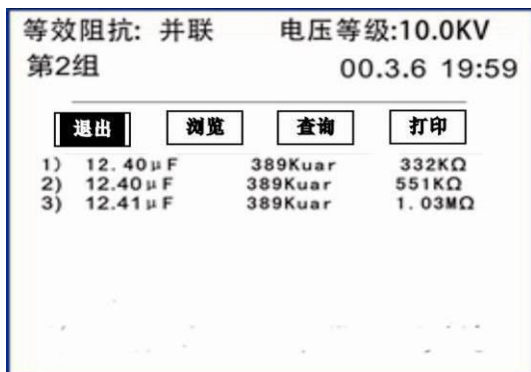 等效阻抗: 并联 电压等级:10.0KV
第2组 00.3.6 19:59
退出 浏览 查询 打印
1) 12.40μF 389Kuar 332KΩ
2) 12.40μF 389Kuar 551KΩ
3) 12.41μF 389Kuar 1.03MΩ